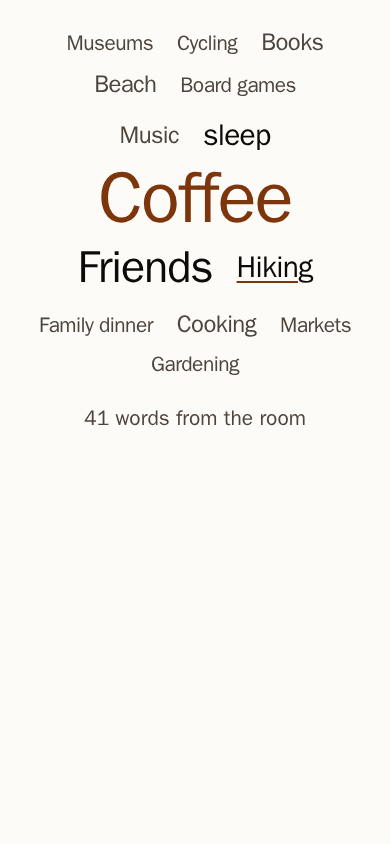 Museums Cycling Books
Beach Board games
Music sleep
Coffee
Friends Hiking
Family dinner Cooking Markets
Gardening
41 words from the room